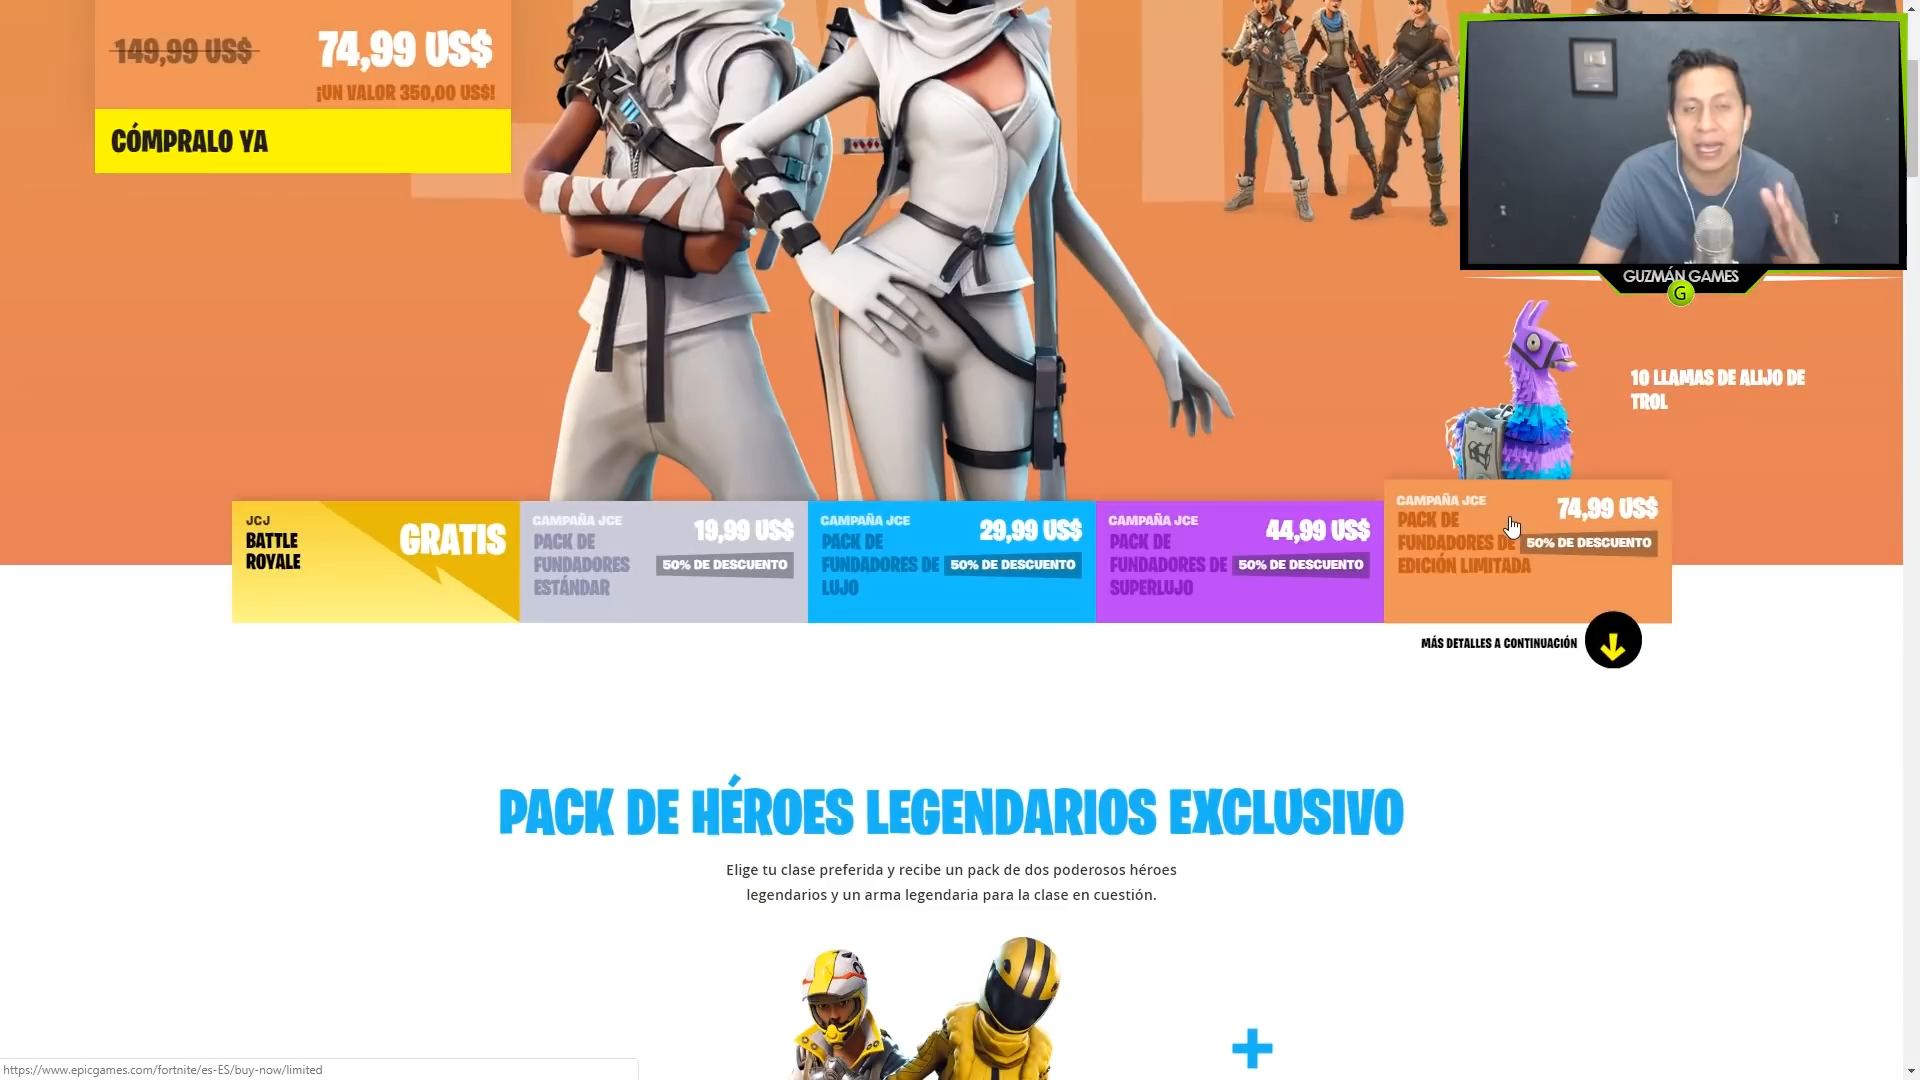 149,99 US$
74,99 US$
¡UN VALOR 350,00 US$!
CÓMPRALO YA
GUZMÁN GAMES
G
10 LLAMAS DE ALIJO DE
TROL
JCJ
BATTLE
ROYALE
GRATIS
CAMPAÑA JCE
PACK DE
FUNDADORES
ESTÁNDAR
19,99 US$
50% DE DESCUENTO
CAMPAÑA JCE
PACK DE
FUNDADORES DE
LUJO
29,99 US$
50% DE DESCUENTO
CAMPAÑA JCE
PACK DE
FUNDADORES DE
SUPERLUJO
44,99 US$
50% DE DESCUENTO
CAMPAÑA JCE
PACK DE
FUNDADORES DE
EDICIÓN LIMITADA
74,99 US$
50% DE DESCUENTO
MÁS DETALLES A CONTINUACIÓN
PACK DE HÉROES LEGENDARIOS EXCLUSIVO
Elige tu clase preferida y recibe un pack de dos poderosos héroes
legendarios y un arma legendaria para la clase en cuestión.
https://www.epicgames.com/fortnite/es-ES/buy-now/limited